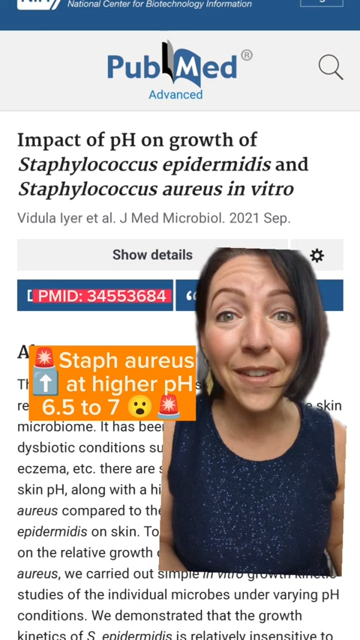 National Center for Biotechnology Information
PubMed®
Advanced
Impact of pH on growth of
Staphylococcus epidermidis and
Staphylococcus aureus in vitro
Vidula Iyer et al. J Med Microbiol. 2021 Sep.
Show details
PMID: 34553684
🚨Staph aureus
⬆️ at higher pH
6.5 to 7 😮🚨
skin
microbiome. It has been
dysbiotic conditions su
eczema, etc. there are s
skin pH, along with a hi
aureus compared to the
epidermidis on skin. To
on the relative growth
aureus, we carried out simple in vitro growth kinetic
studies of the individual microbes under varying pH
conditions. We demonstrated that the growth
kinetics of S. epidermidis is relatively insensitive to